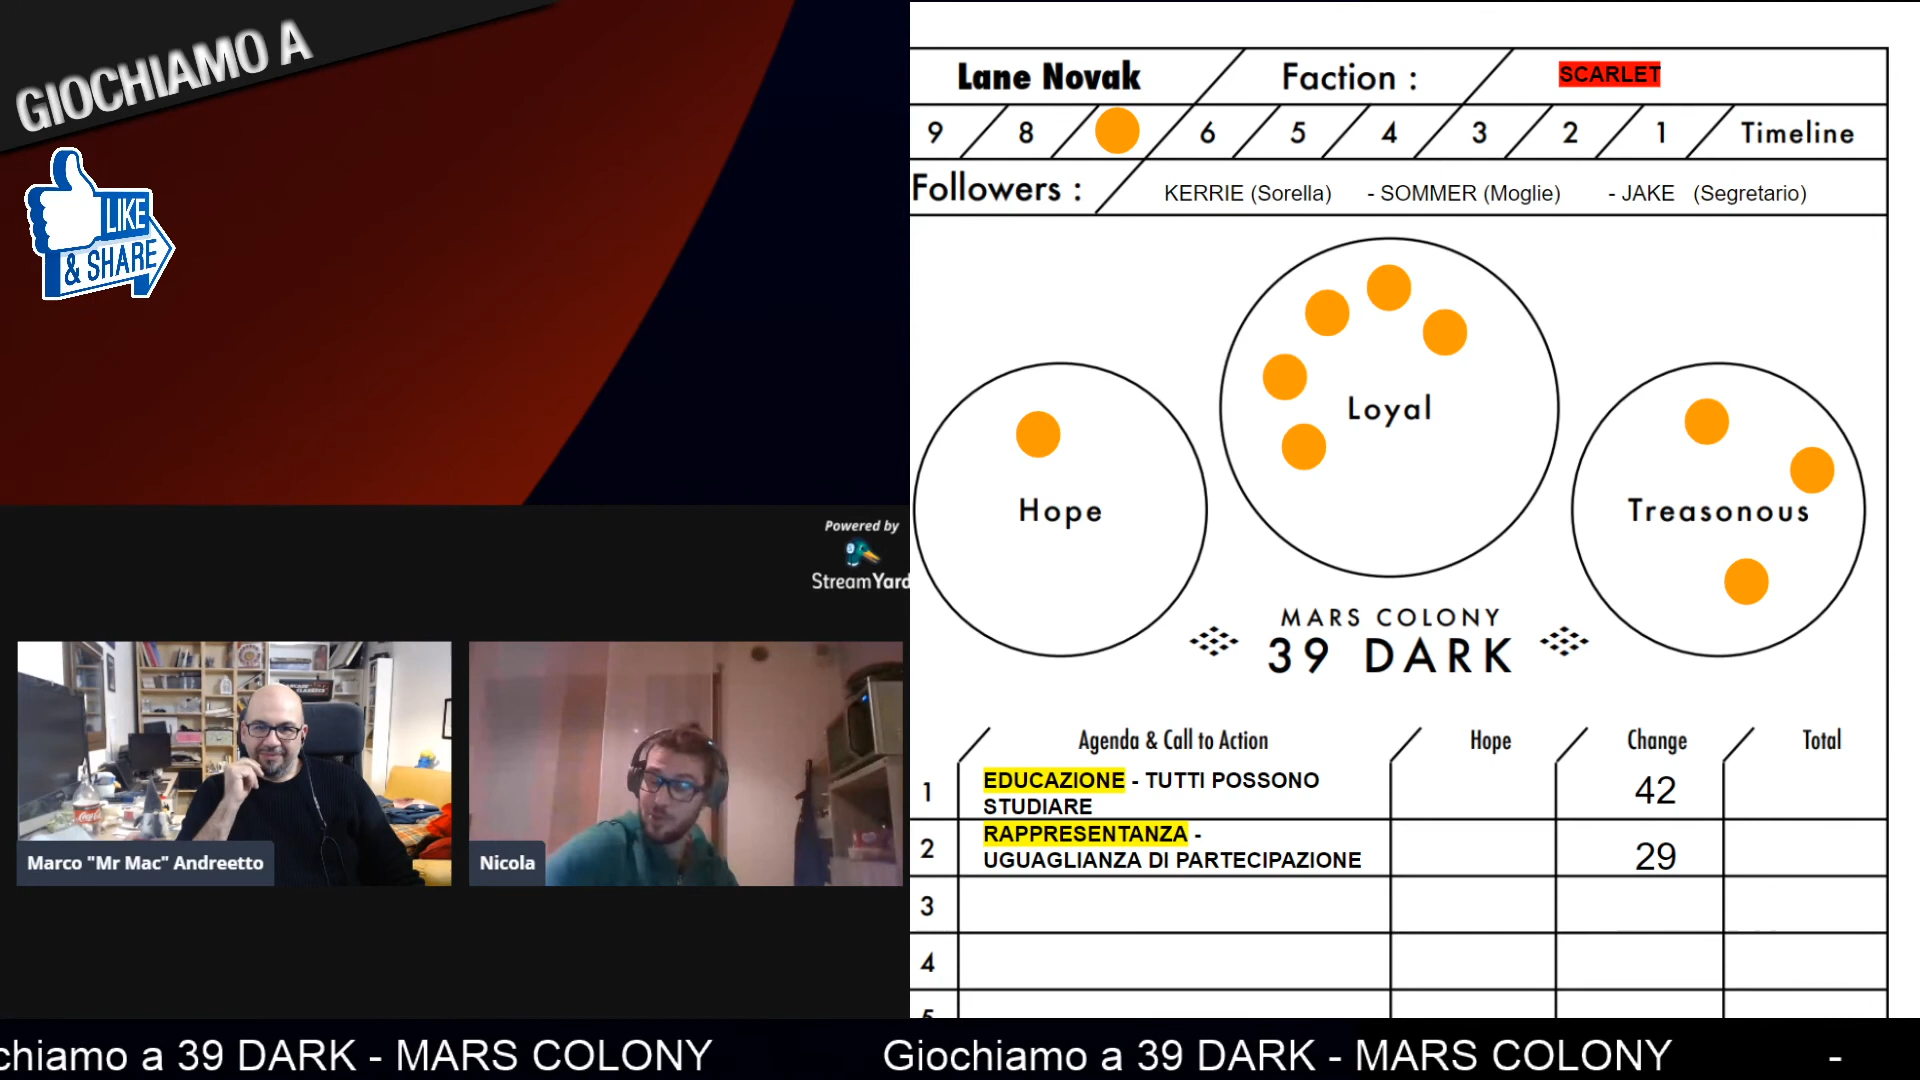 GIOCHIAMO A
LIKE
& SHARE
Powered by
StreamYard
Marco "Mr Mac" Andreetto
Nicola
Lane Novak
Faction :
SCARLET
9 8 6 5 4 3 2 1 Timeline
Followers :
KERRIE (Sorella) - SOMMER (Moglie) - JAKE (Segretario)
Hope
Loyal
Treasonous
MARS COLONY
39 DARK
Agenda & Call to Action Hope Change Total
1 EDUCAZIONE - TUTTI POSSONO
STUDIARE
42
2 RAPPRESENTANZA -
UGUAGLIANZA DI PARTECIPAZIONE
29
3
4
5
chiamo a 39 DARK - MARS COLONY
Giochiamo a 39 DARK - MARS COLONY -